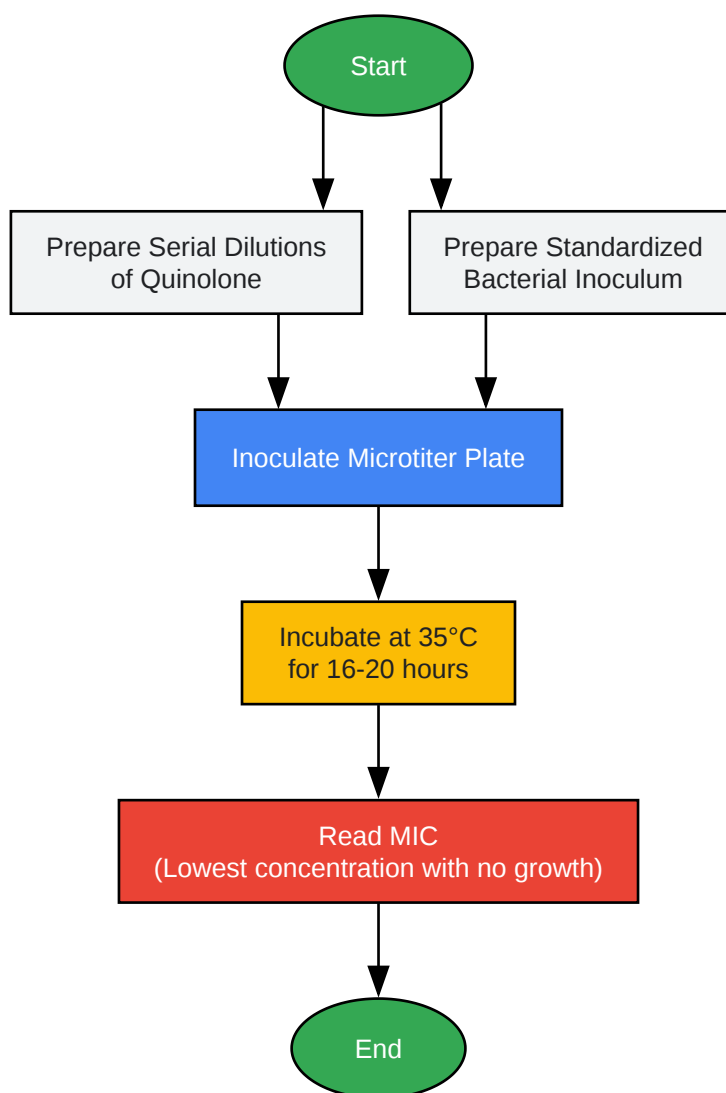 Start
Prepare Serial Dilutions
of Quinolone
Prepare Standardized
Bacterial Inoculum
Inoculate Microtiter Plate
Incubate at 35°C
for 16-20 hours
Read MIC
(Lowest concentration with no growth)
End